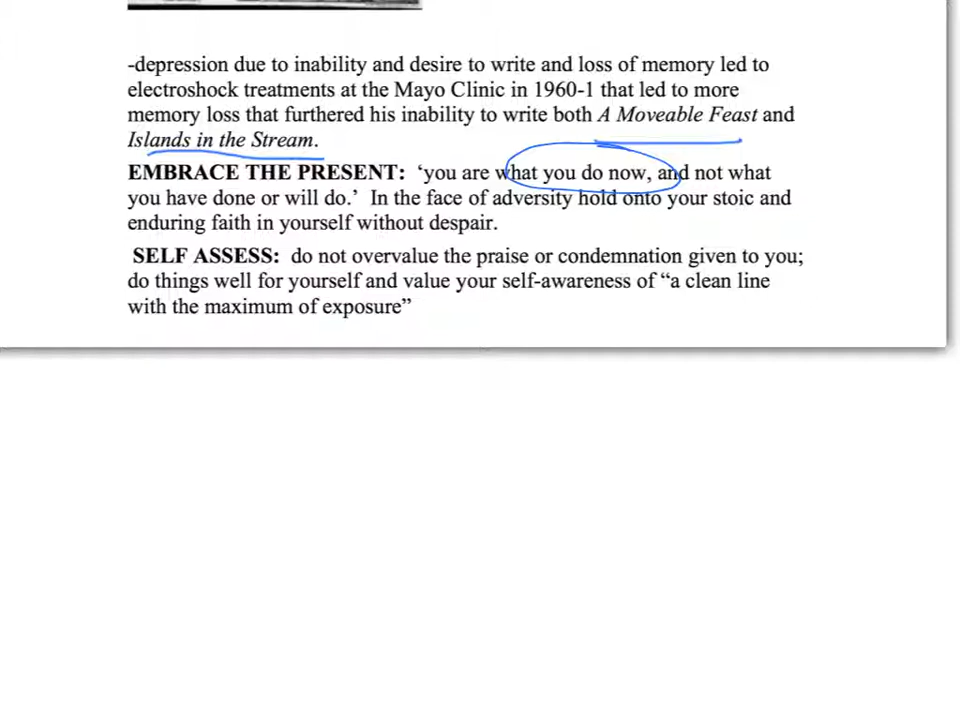 -depression due to inability and desire to write and loss of memory led to
electroshock treatments at the Mayo Clinic in 1960-1 that led to more
memory loss that furthered his inability to write both A Moveable Feast and
Islands in the Stream.
EMBRACE THE PRESENT: ‘you are what you do now, and not what
you have done or will do.’ In the face of adversity hold onto your stoic and
enduring faith in yourself without despair.
SELF ASSESS: do not overvalue the praise or condemnation given to you;
do things well for yourself and value your self-awareness of “a clean line
with the maximum of exposure”